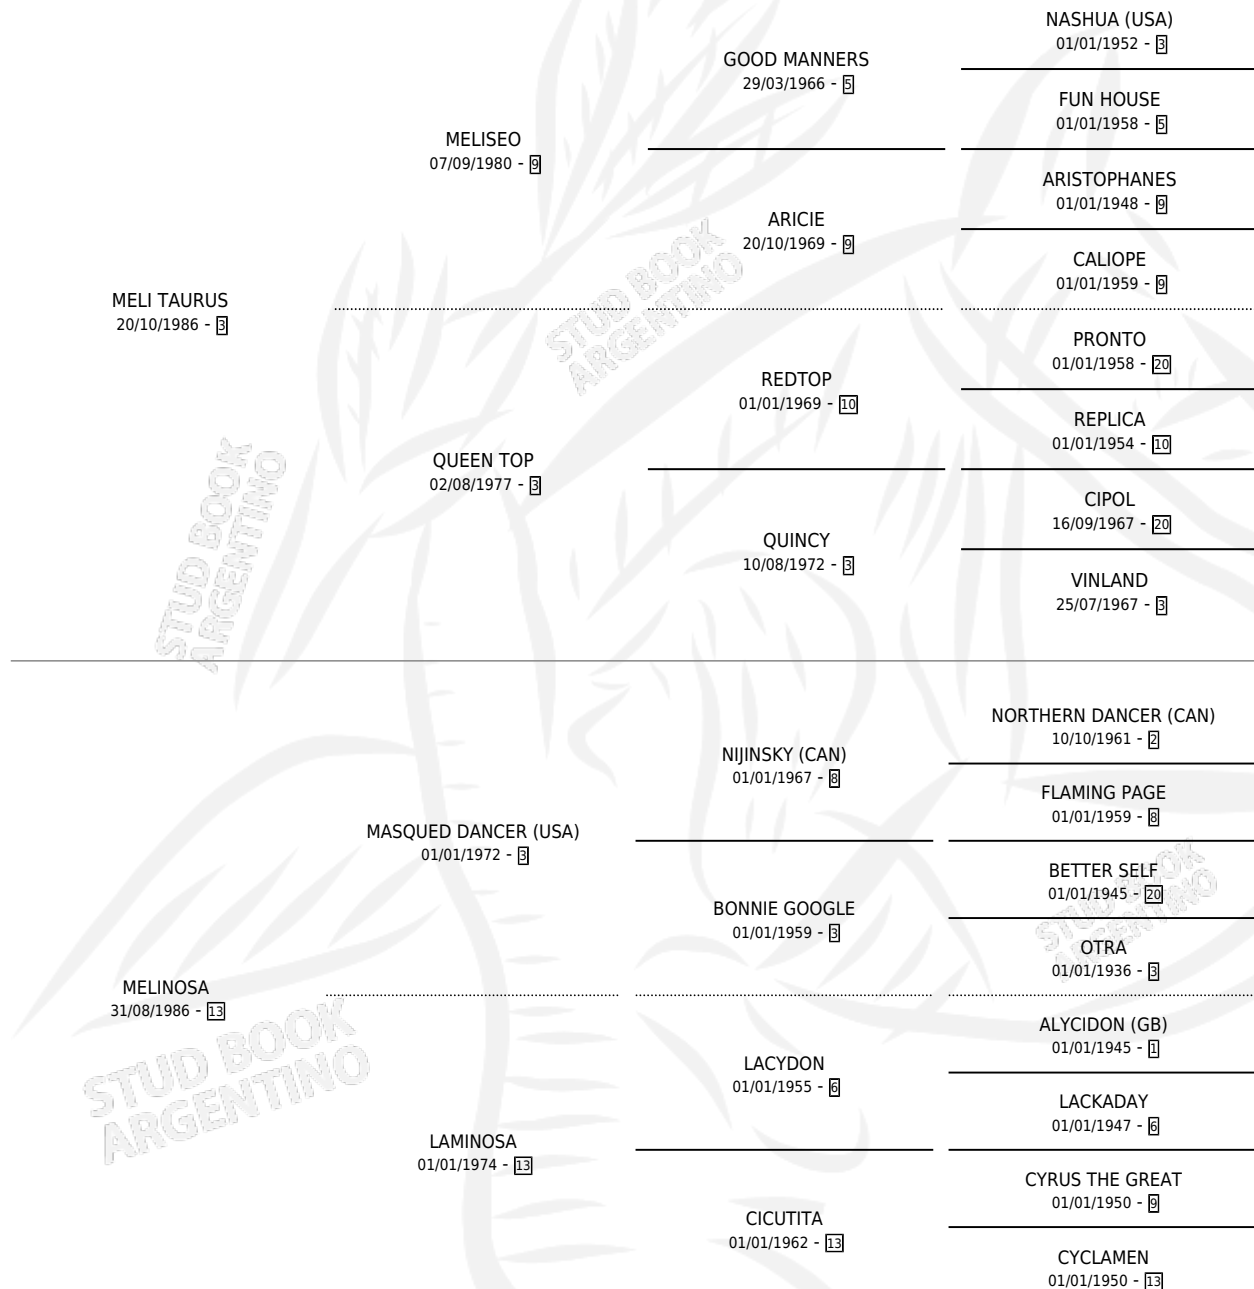 NASHUA (USA)
01/01/1952 - 3
GOOD MANNERS
29/03/1966 - 5
FUN HOUSE
01/01/1958 - 5
MELISEO
07/09/1980 - 9
ARISTOPHANES
01/01/1948 - 9
ARICIE
20/10/1969 - 9
CALIOPE
01/01/1959 - 9
MELI TAURUS
20/10/1986 - 3
PRONTO
01/01/1958 - 20
REDTOP
01/01/1969 - 10
REPLICA
01/01/1954 - 10
QUEEN TOP
02/08/1977 - 3
CIPOL
16/09/1967 - 20
QUINCY
10/08/1972 - 3
VINLAND
25/07/1967 - 3
STUD BOOK
ARGENTINO
STUD BOOK
ARGENTINO
NORTHERN DANCER (CAN)
10/10/1961 - 2
NIJINSKY (CAN)
01/01/1967 - 8
FLAMING PAGE
01/01/1959 - 8
MASQUED DANCER (USA)
01/01/1972 - 3
BETTER SELF
01/01/1945 - 20
BONNIE GOOGLE
01/01/1959 - 3
OTRA
01/01/1936 - 3
MELINOSA
31/08/1986 - 13
ALYCIDON (GB)
01/01/1945 - 1
LACYDON
01/01/1955 - 6
LACKADAY
01/01/1947 - 6
LAMINOSA
01/01/1974 - 13
CYRUS THE GREAT
01/01/1950 - 9
CICUTITA
01/01/1962 - 13
CYCLAMEN
01/01/1950 - 13
STUD BOOK
ARGENTINO
STUD BOOK
ARGENTINO